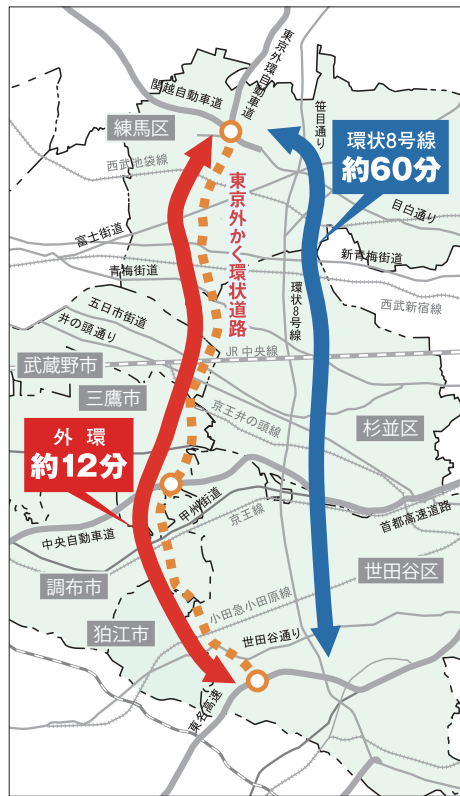 東京外環自動車道
関越自動車道
笹目通り
練馬区
環状8号線
約60分
西武池袋線
目白通り
東京外かく環状道路
富士街道
新青梅街道
青梅街道
環状8号線
西武新宿線
五日市街道
井の頭通り
JR中央線
武蔵野市
三鷹市
京王井の頭線
杉並区
外環
約12分
甲州街道
首都高速道路
京王線
中央自動車道
世田谷区
調布市
小田急小田原線
狛江市
世田谷通り
東名高速